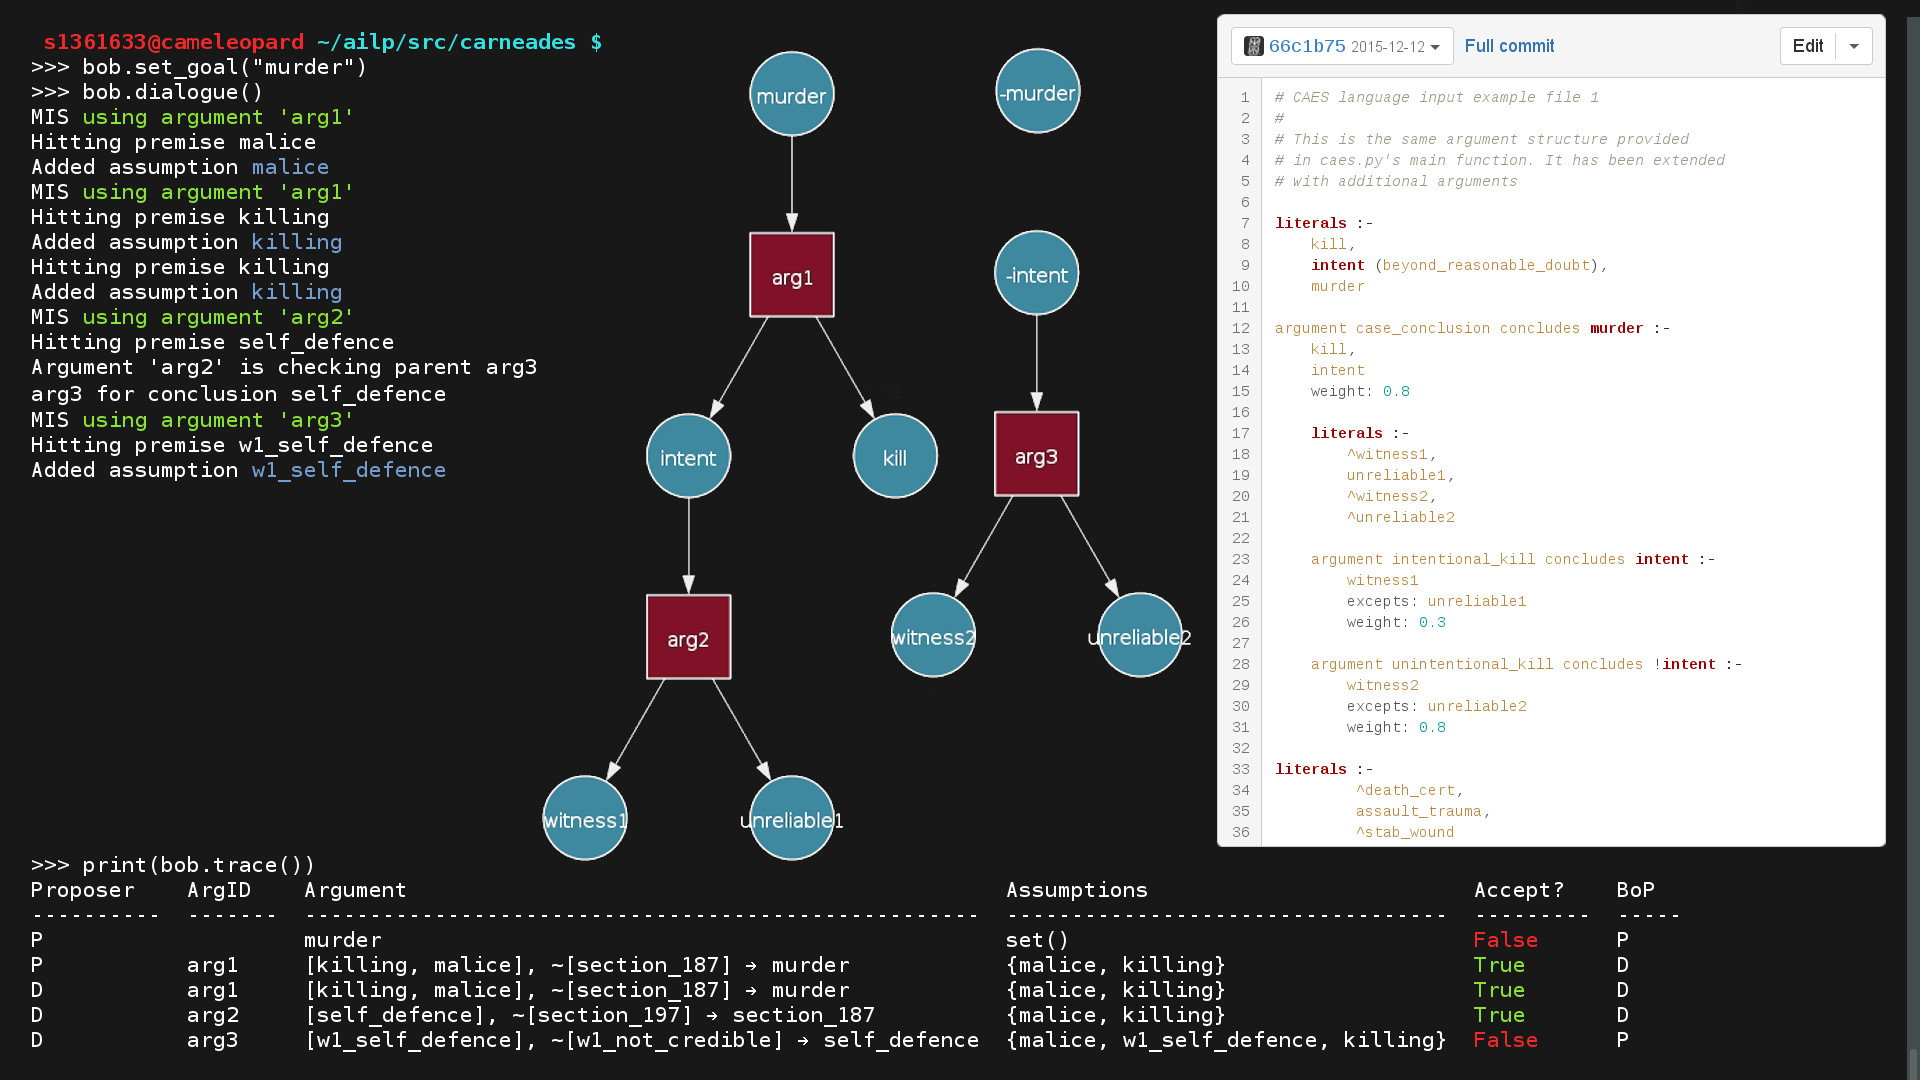 s1361633@cameleopard ~/ailp/src/carneades $
>>> bob.set_goal("murder")
>>> bob.dialogue()
MIS using argument 'arg1'
Hitting premise malice
Added assumption malice
MIS using argument 'arg1'
Hitting premise killing
Added assumption killing
Hitting premise killing
Added assumption killing
MIS using argument 'arg2'
Hitting premise self_defence
Argument 'arg2' is checking parent arg3
arg3 for conclusion self_defence
MIS using argument 'arg3'
Hitting premise w1_self_defence
Added assumption w1_self_defence
murder
-murder
arg1
-intent
intent
kill
arg3
arg2
witness2
unreliable2
witness1
unreliable1
66c1b75 2015-12-12 Full commit Edit
1 # CAES language input example file 1
2 #
3 # This is the same argument structure provided
4 # in caes.py's main function. It has been extended
5 # with additional arguments
6
7 literals :-
8 kill,
9 intent (beyond_reasonable_doubt),
10 murder
11
12 argument case_conclusion concludes murder :-
13 kill,
14 intent
15 weight: 0.8
16
17 literals :-
18 ^witness1,
19 unreliable1,
20 ^witness2,
21 ^unreliable2
22
23 argument intentional_kill concludes intent :-
24 witness1
25 excepts: unreliable1
26 weight: 0.3
27
28 argument unintentional_kill concludes !intent :-
29 witness2
30 excepts: unreliable2
31 weight: 0.8
32
33 literals :-
34 ^death_cert,
35 assault_trauma,
36 ^stab_wound
>>> print(bob.trace())
Proposer ArgID Argument Assumptions Accept? BoP
---------- ------- ---------------------------------------------------- ---------------------------------- --------- -----
P murder set() False P
P arg1 [killing, malice], ~[section_187] → murder {malice, killing} True D
D arg1 [killing, malice], ~[section_187] → murder {malice, killing} True D
D arg2 [self_defence], ~[section_197] → section_187 {malice, killing} True D
D arg3 [w1_self_defence], ~[w1_not_credible] → self_defence {malice, w1_self_defence, killing} False P